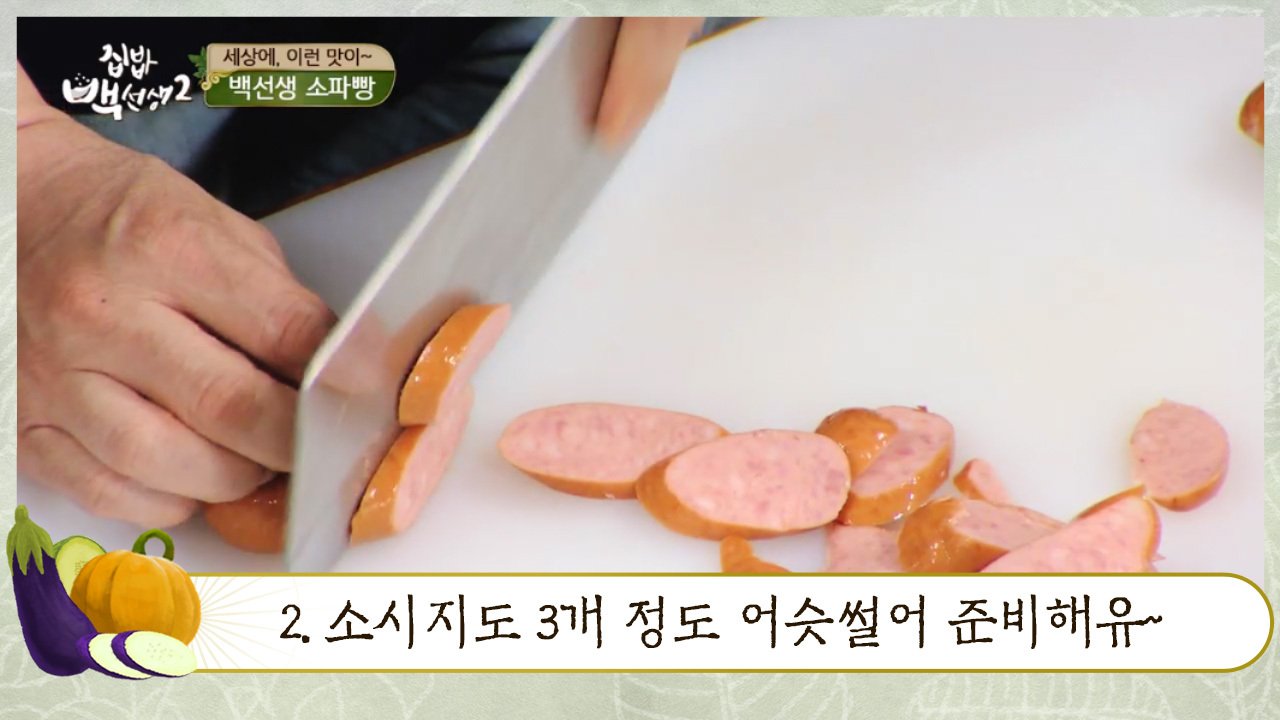 집밥
백선생2
세상에, 이런 맛이~
백선생 소파빵
2. 소시지도 3개 정도 어슷썰어 준비해유~